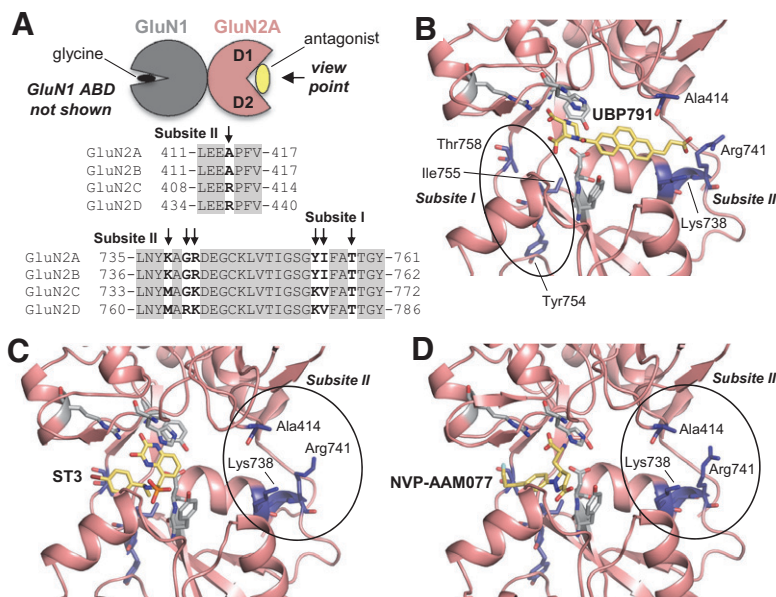 A
GluN1 GluN2A
glycine
antagonist
D1
D2
GluN1 ABD
not shown
view
point
Subsite II
GluN2A 411-LEEAPFV-417
GluN2B 411-LEEAPFV-417
GluN2C 408-LEERPFV-414
GluN2D 434-LEERPFV-440
Subsite II Subsite I
GluN2A 735-LNYKAGRDEGCKLVTIGSGYIFATTGY-761
GluN2B 736-LNYKAGRDEGCKLVTIGSGYIFATTGY-762
GluN2C 733-LNYMAGKDEGCKLVTIGSGKVFATTGY-772
GluN2D 760-LNYMARKDEGCKLVTIGSGKVFATTGY-786
B
UBP791
Ala414
Thr758
Arg741
Ile755
Subsite I
Subsite II
Lys738
Tyr754
C
Subsite II
Ala414
Arg741
Lys738
ST3
D
Subsite II
Ala414
Arg741
Lys738
NVP-AAM077